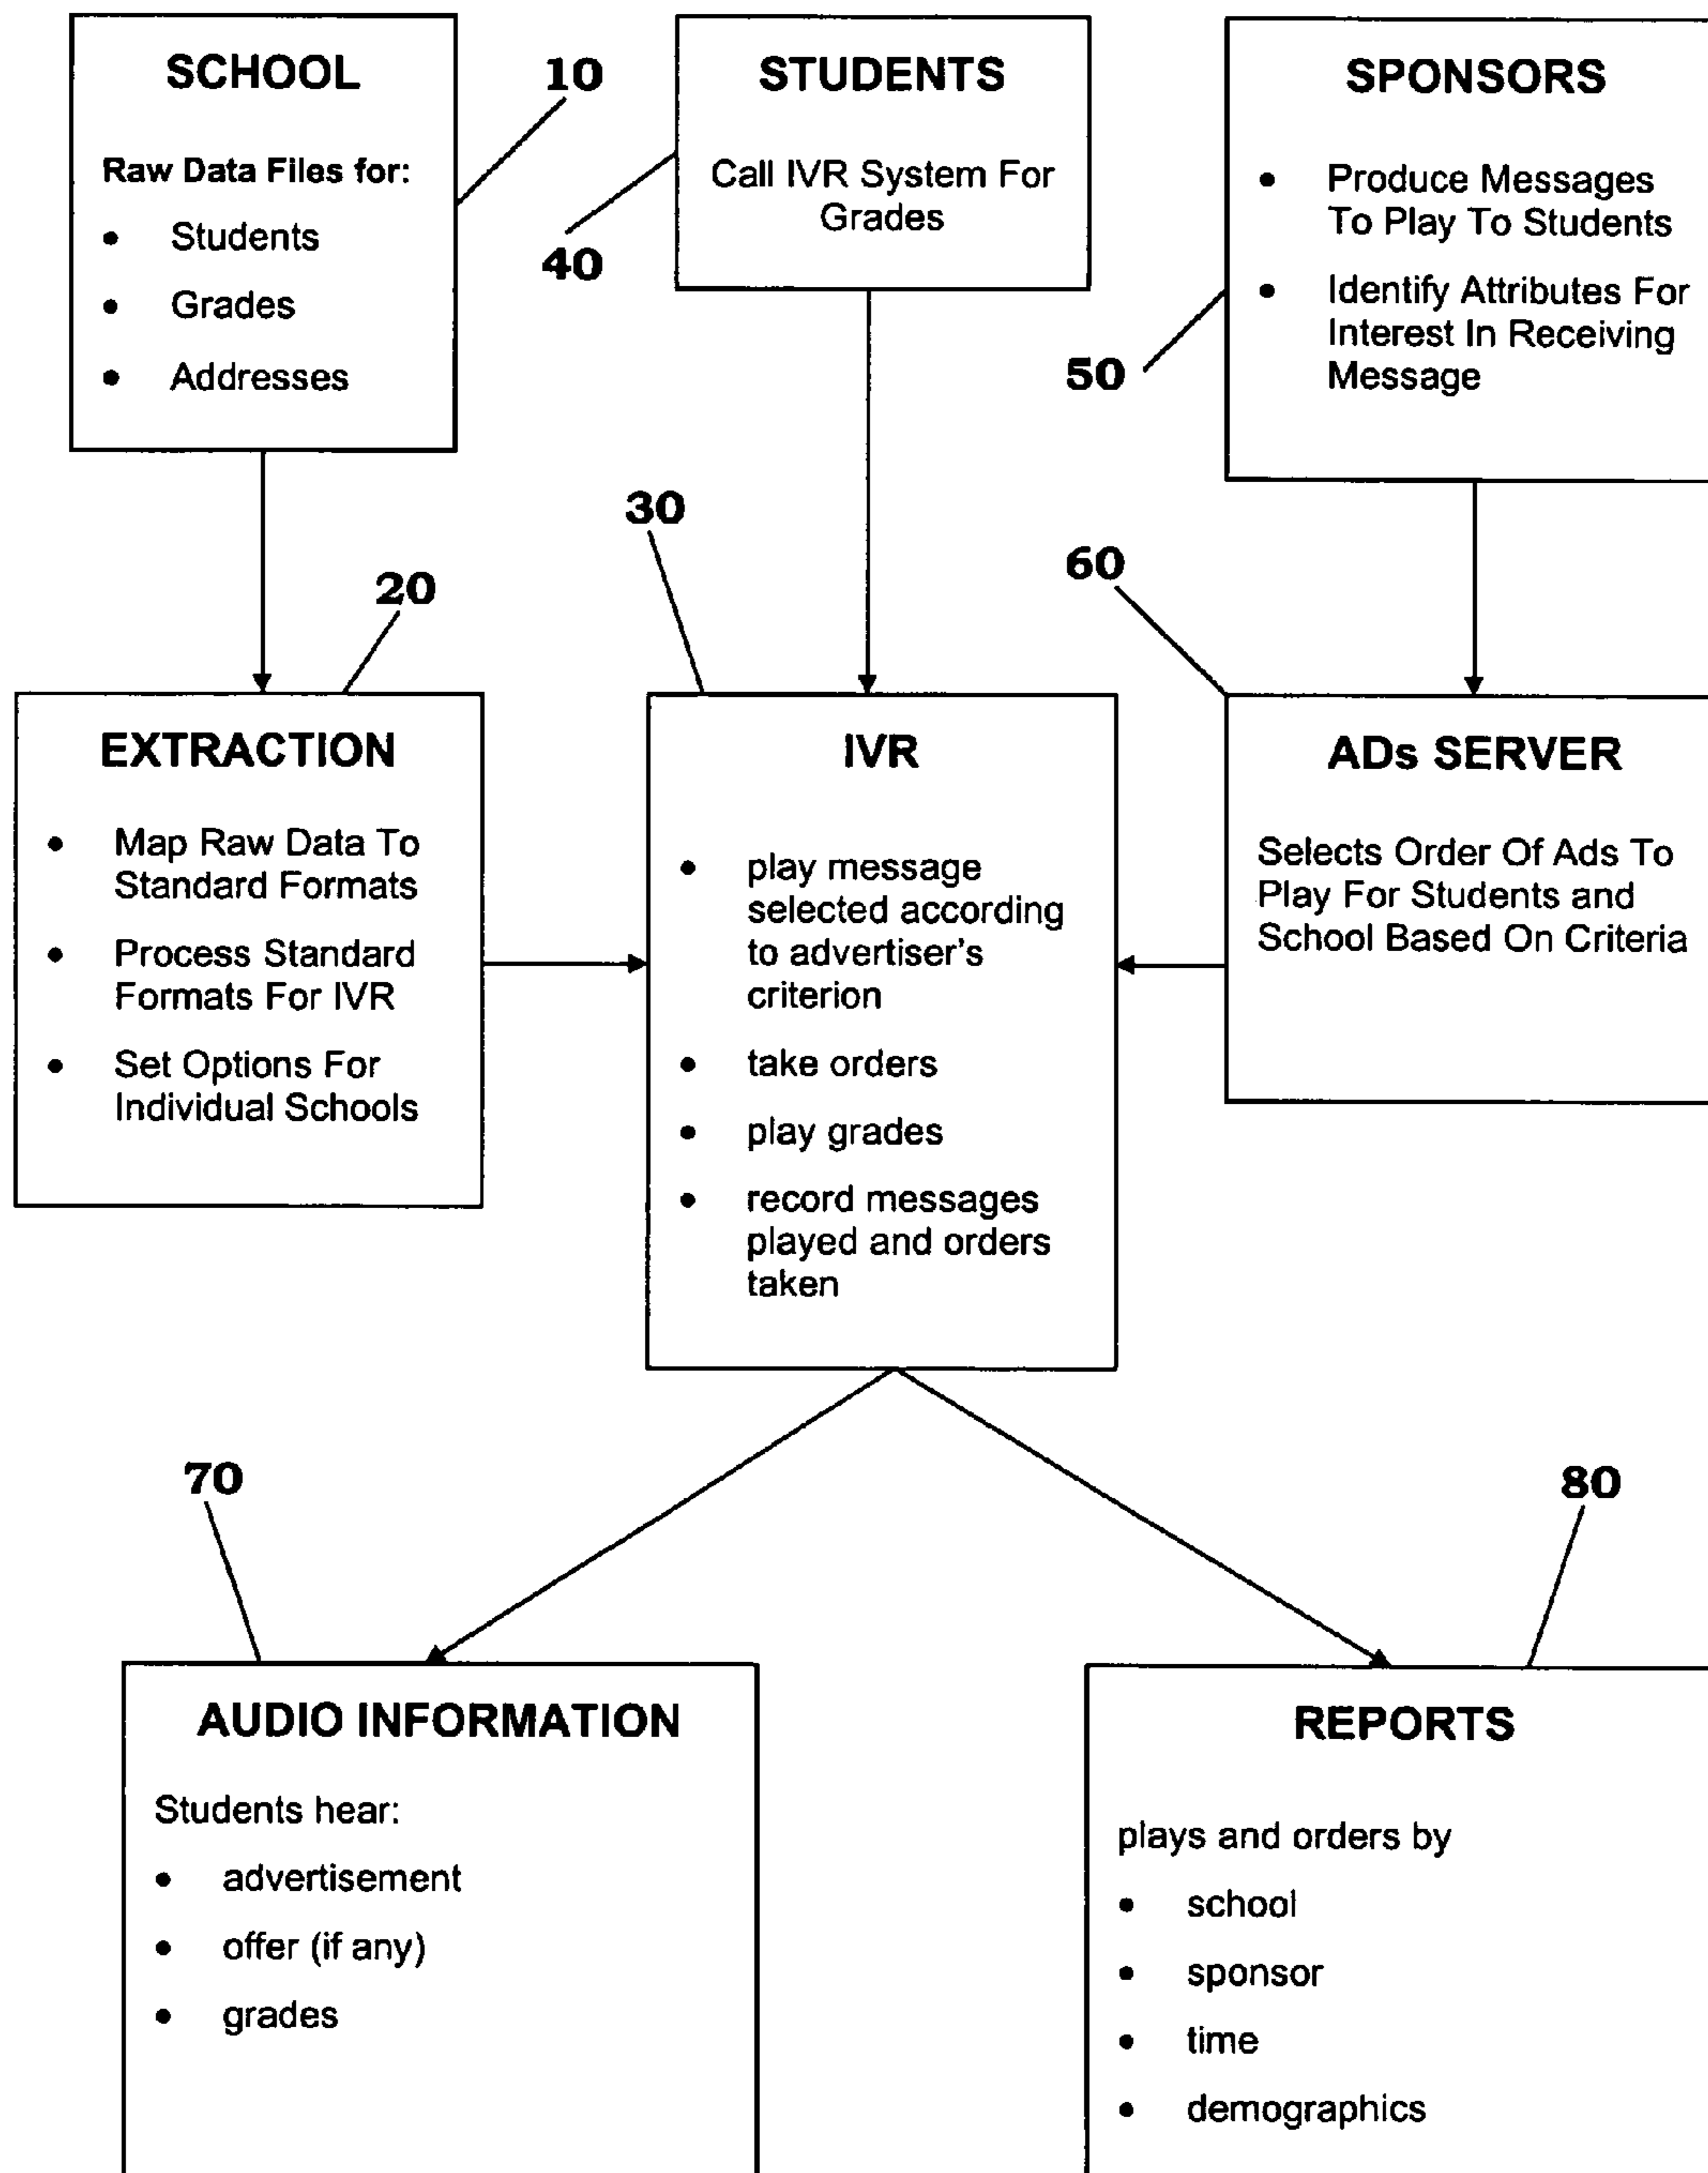 SCHOOL
Raw Data Files for:
• Students
• Grades
• Addresses
10
STUDENTS
Call IVR System For
Grades
40
SPONSORS
• Produce Messages
To Play To Students
• Identify Attributes For
Interest In Receiving
Message
50
20
30
60
EXTRACTION
• Map Raw Data To
Standard Formats
• Process Standard
Formats For IVR
• Set Options For
Individual Schools
IVR
• play message
selected according
to advertiser's
criterion
• take orders
• play grades
• record messages
played and orders
taken
ADs SERVER
Selects Order Of Ads To
Play For Students and
School Based On Criteria
70
80
AUDIO INFORMATION
Students hear:
• advertisement
• offer (if any)
• grades
REPORTS
plays and orders by
• school
• sponsor
• time
• demographics